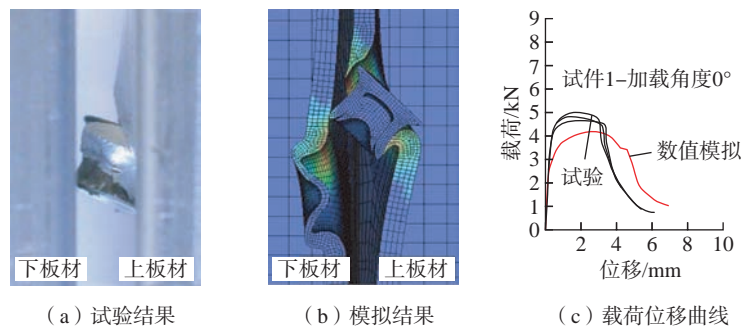 下板材 上板材
（a）试验结果
下板材 上板材
（b）模拟结果
9
8
7
6
5
4
3
2
1
0
载荷/kN
试件1–加载角度0°
数值模拟
试验
2 4 6 8 10
位移/mm
（c）载荷位移曲线